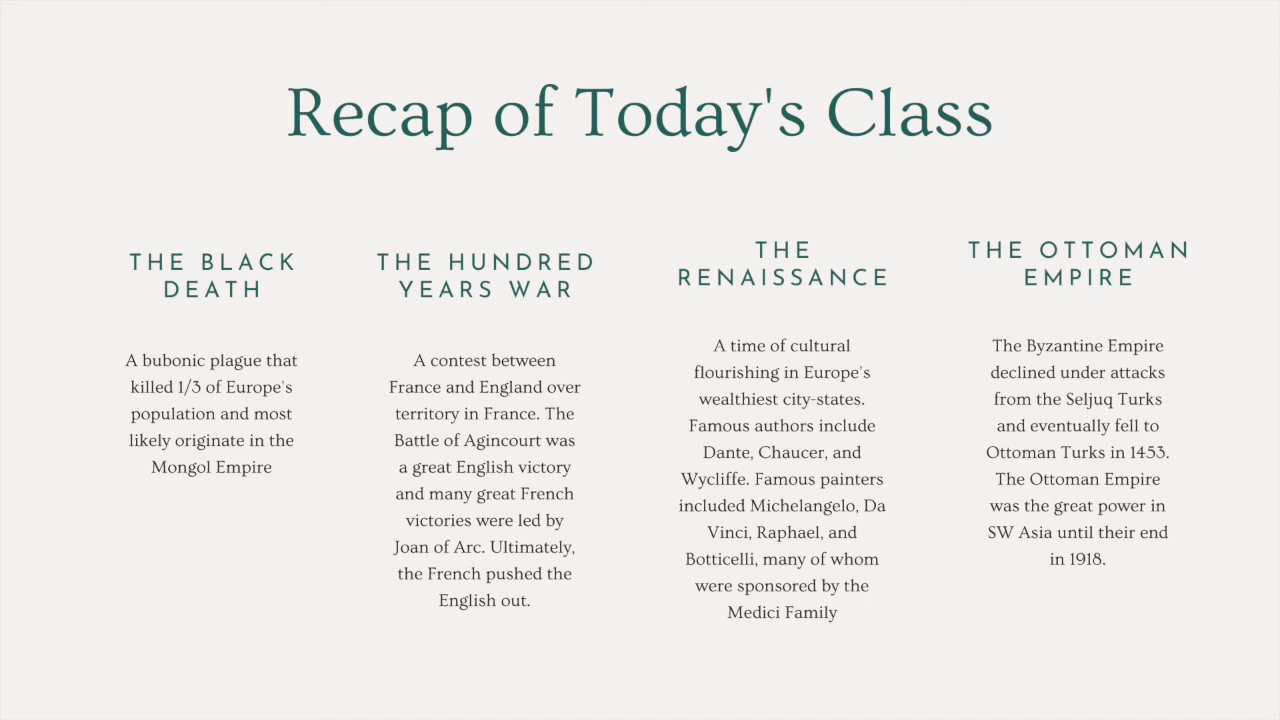 Recap of Today's Class
THE BLACK
DEATH
A bubonic plague that
killed 1/3 of Europe's
population and most
likely originate in the
Mongol Empire
THE HUNDRED
YEARS WAR
A contest between
France and England over
territory in France. The
Battle of Agincourt was
a great English victory
and many great French
victories were led by
Joan of Arc. Ultimately,
the French pushed the
English out.
THE
RENAISSANCE
A time of cultural
flourishing in Europe's
wealthiest city-states.
Famous authors include
Dante, Chaucer, and
Wycliffe. Famous painters
included Michelangelo, Da
Vinci, Raphael, and
Botticelli, many of whom
were sponsored by the
Medici Family
THE OTTOMAN
EMPIRE
The Byzantine Empire
declined under attacks
from the Seljuq Turks
and eventually fell to
Ottoman Turks in 1453.
The Ottoman Empire
was the great power in
SW Asia until their end
in 1918.